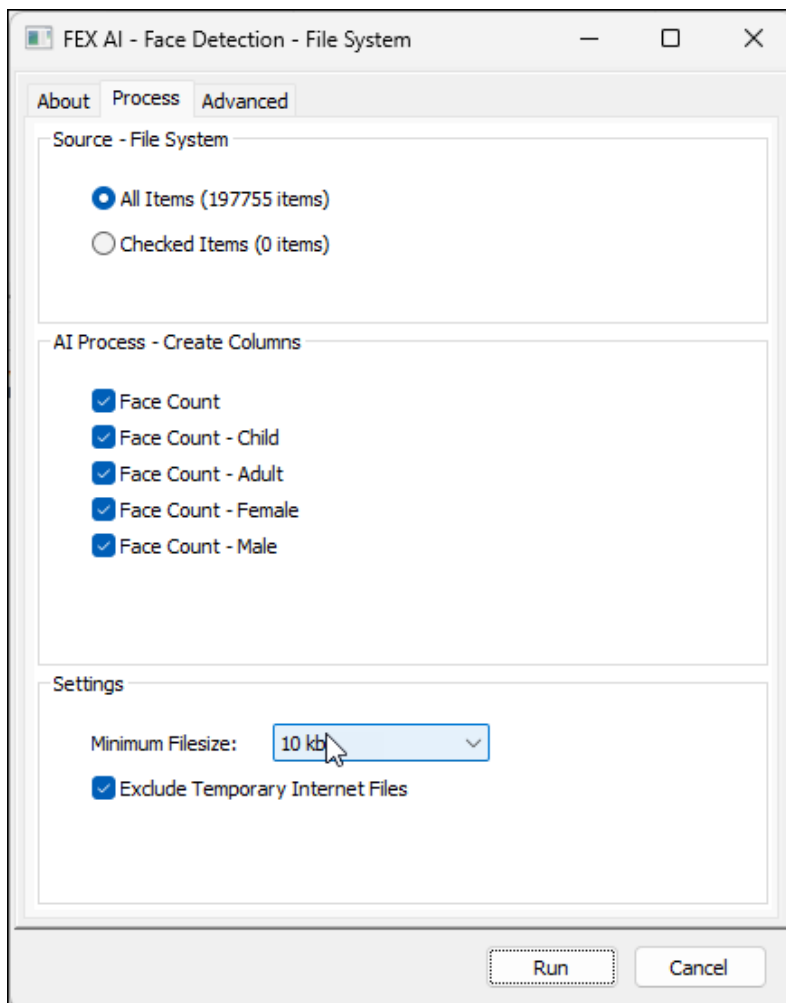 FEX AI - Face Detection - File System
About Process Advanced
Source - File System
All Items (197755 items)
Checked Items (0 items)
AI Process - Create Columns
Face Count
Face Count - Child
Face Count - Adult
Face Count - Female
Face Count - Male
Settings
Minimum Filesize: 10 kb
Exclude Temporary Internet Files
Run Cancel